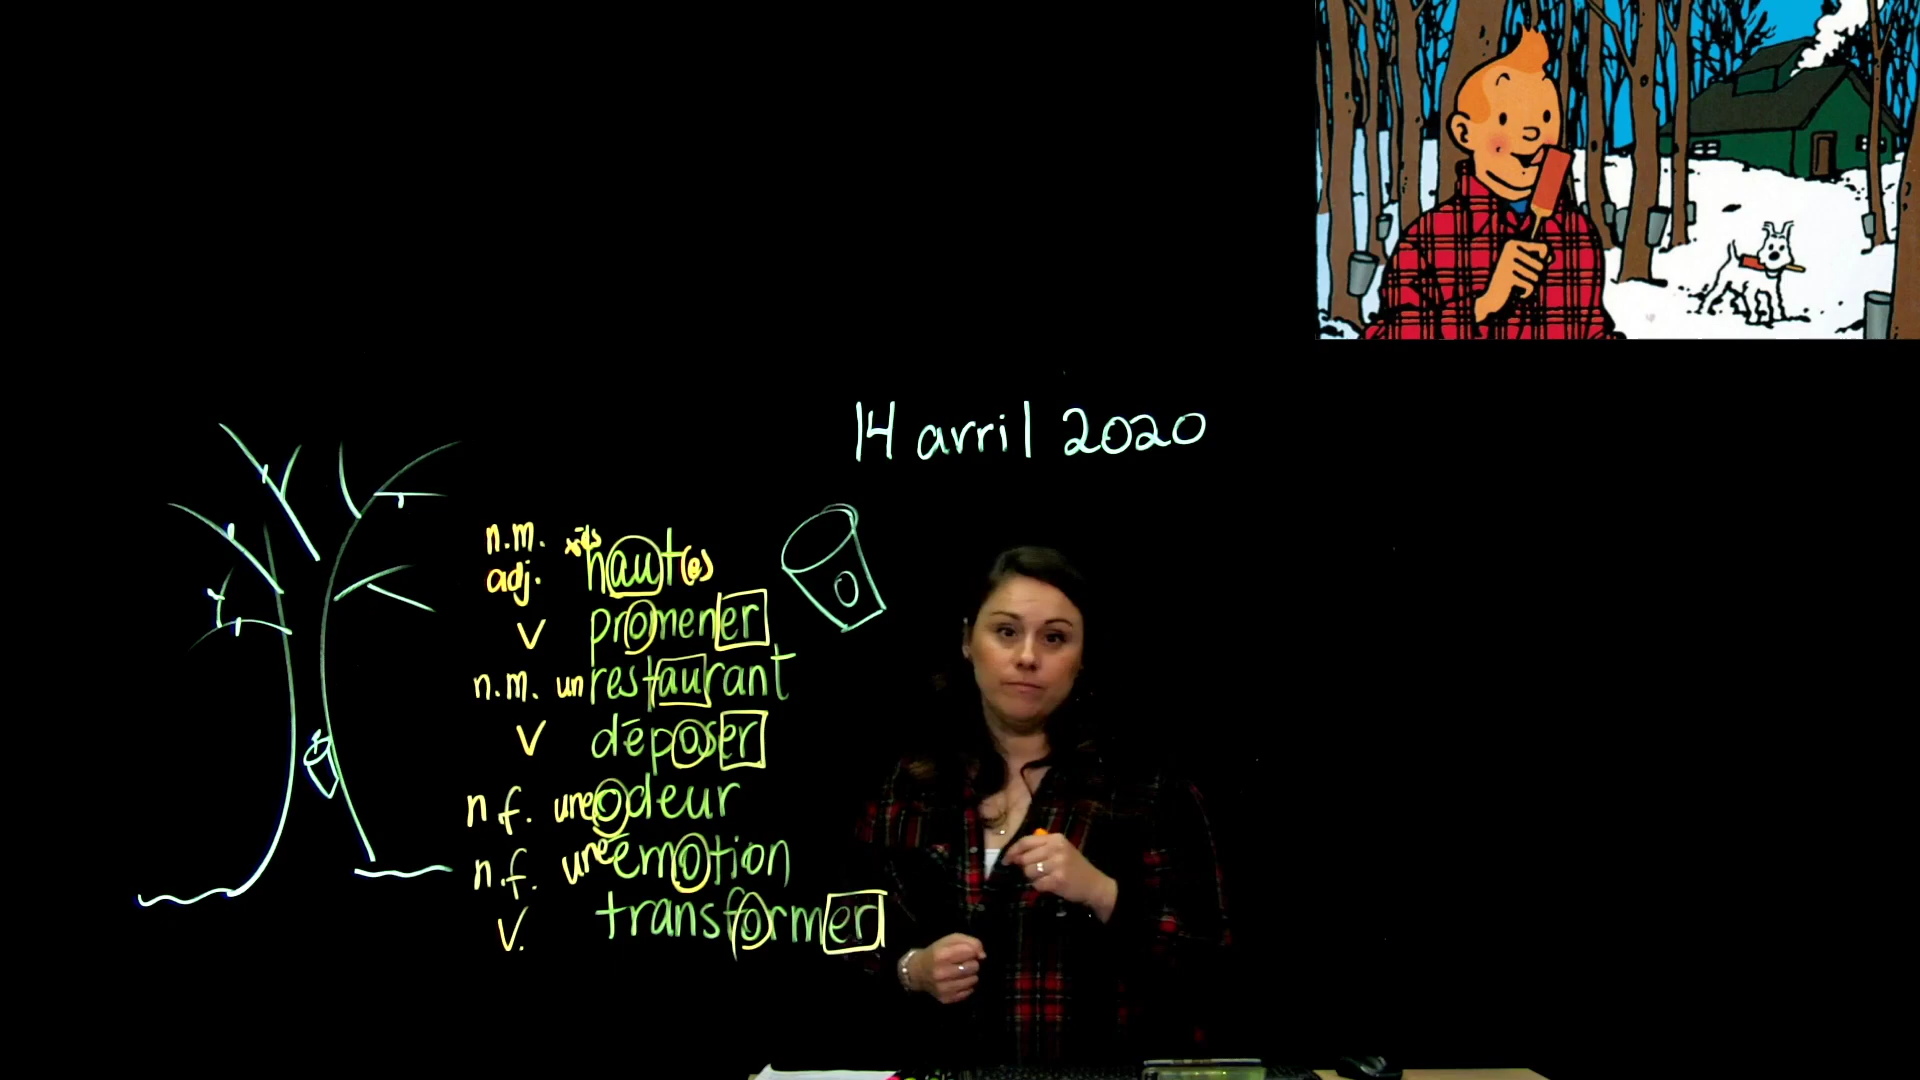 14 avril 2020
n.m.
adj. haut(e)
V promener
n.m. un restaurant
V déposer
n.f. une odeur
n.f. une émotion
V. transformer